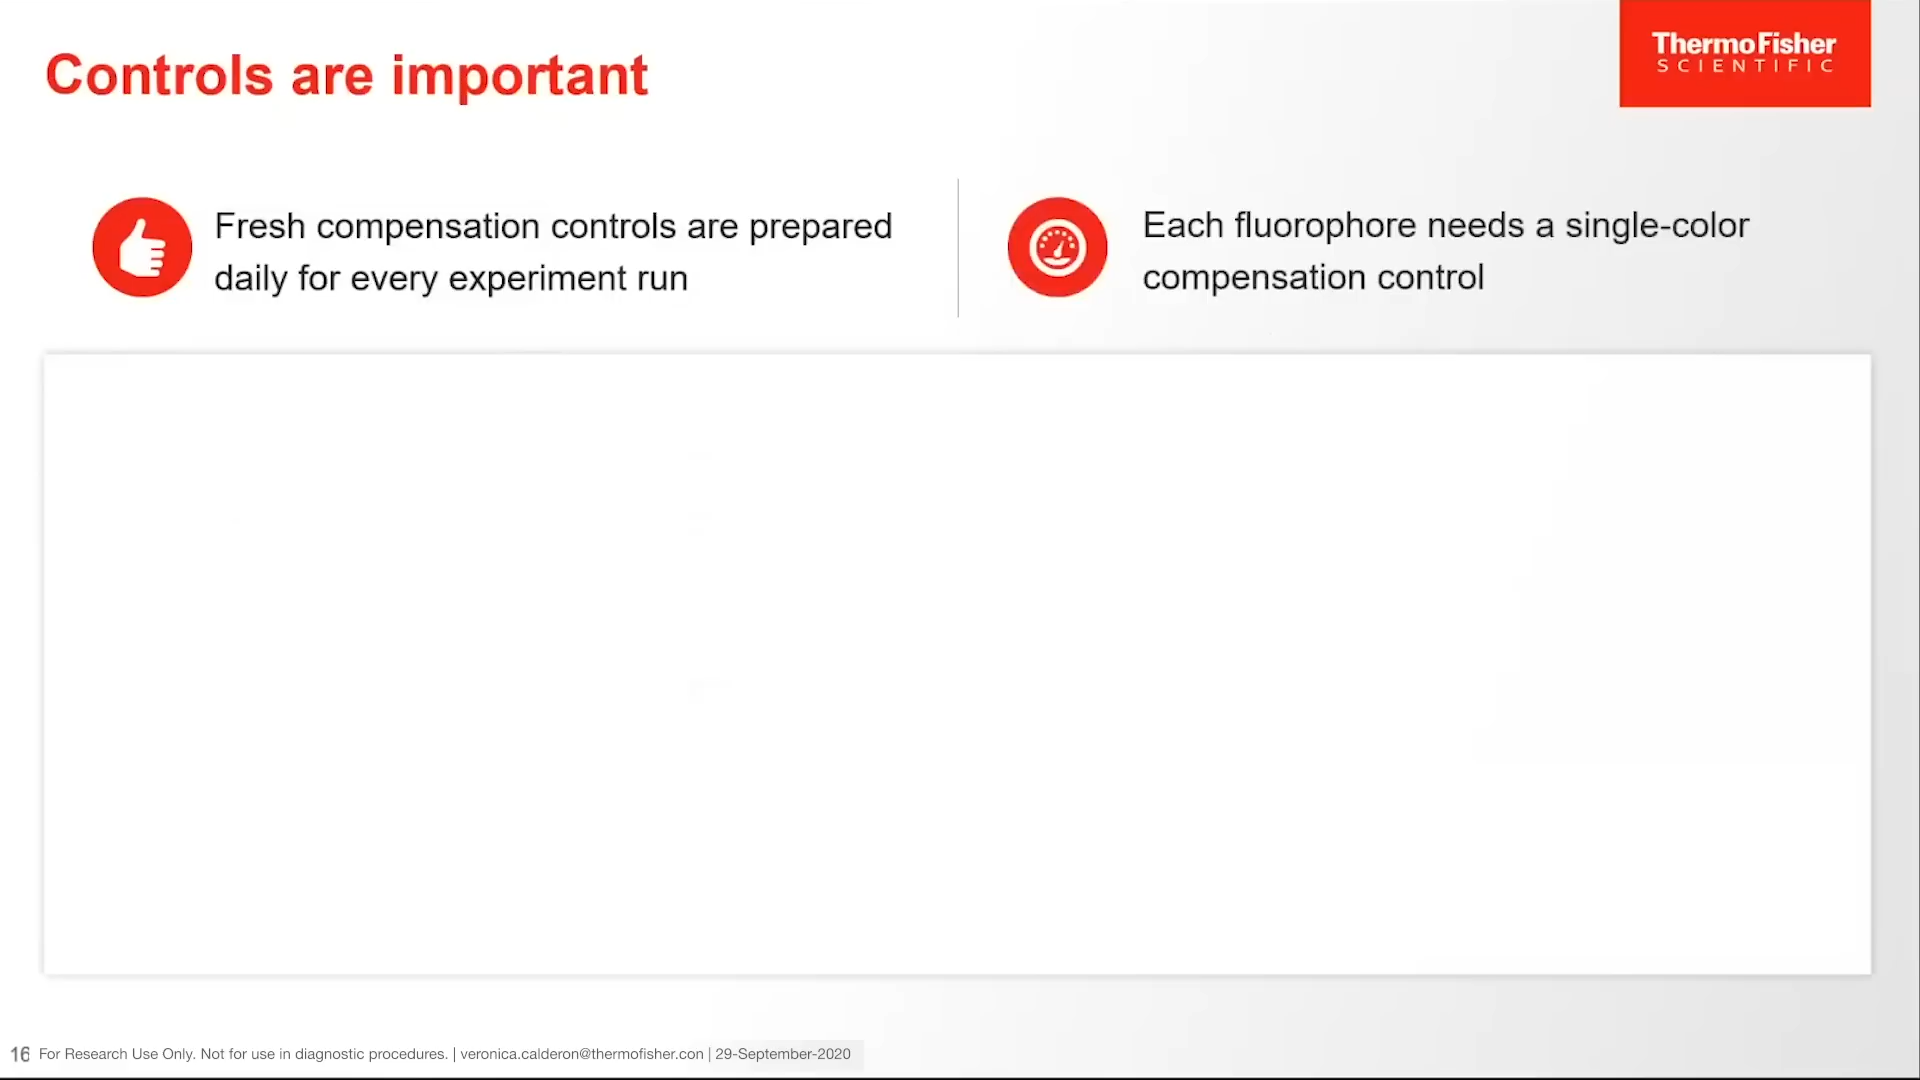 Controls are important
ThermoFisher
SCIENTIFIC
Fresh compensation controls are prepared
daily for every experiment run
Each fluorophore needs a single-color
compensation control
16 For Research Use Only. Not for use in diagnostic procedures. | veronica.calderon@thermofisher.con | 29-September-2020